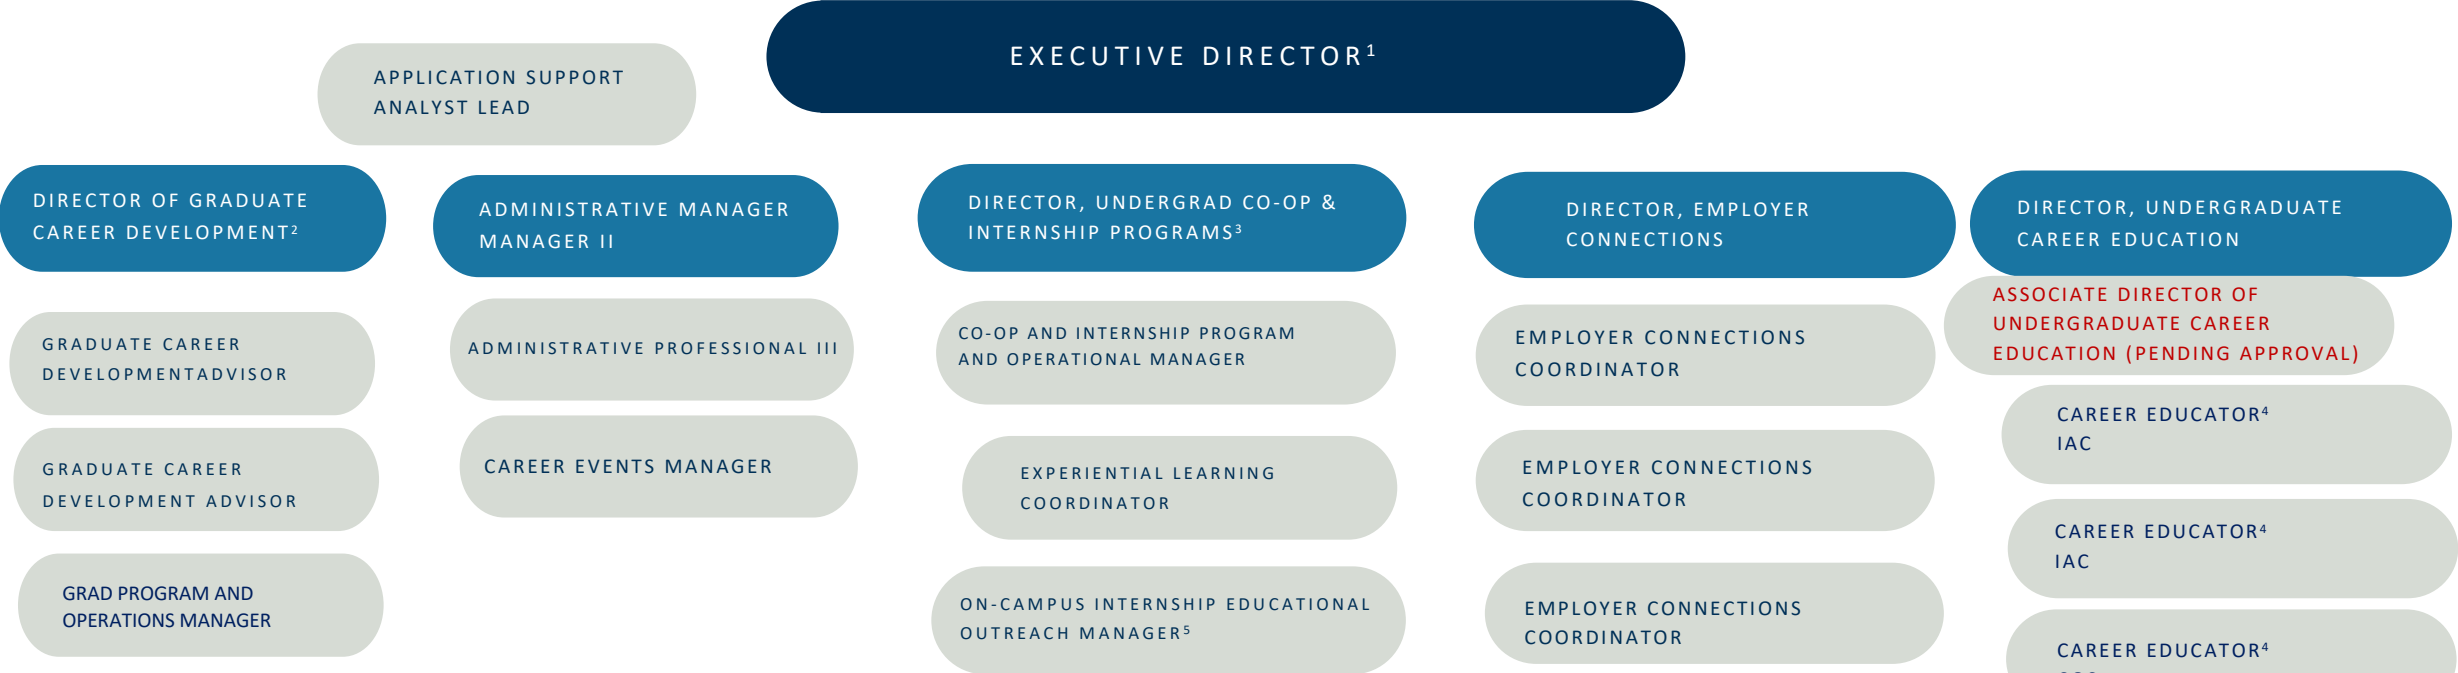 EXECUTIVE DIRECTOR¹
APPLICATION SUPPORT
ANALYST LEAD
DIRECTOR OF GRADUATE
CAREER DEVELOPMENT²
GRADUATE CAREER
DEVELOPMENTADVISOR
GRADUATE CAREER
DEVELOPMENT ADVISOR
GRAD PROGRAM AND
OPERATIONS MANAGER
ADMINISTRATIVE MANAGER
MANAGER II
ADMINISTRATIVE PROFESSIONAL III
CAREER EVENTS MANAGER
DIRECTOR, UNDERGRAD CO-OP &
INTERNSHIP PROGRAMS³
CO-OP AND INTERNSHIP PROGRAM
AND OPERATIONAL MANAGER
EXPERIENTIAL LEARNING
COORDINATOR
ON-CAMPUS INTERNSHIP EDUCATIONAL
OUTREACH MANAGER⁵
DIRECTOR, EMPLOYER
CONNECTIONS
EMPLOYER CONNECTIONS
COORDINATOR
EMPLOYER CONNECTIONS
COORDINATOR
EMPLOYER CONNECTIONS
COORDINATOR
DIRECTOR, UNDERGRADUATE
CAREER EDUCATION
ASSOCIATE DIRECTOR OF
UNDERGRADUATE CAREER
EDUCATION (PENDING APPROVAL)
CAREER EDUCATOR⁴
IAC
CAREER EDUCATOR⁴
IAC
CAREER EDUCATOR⁴